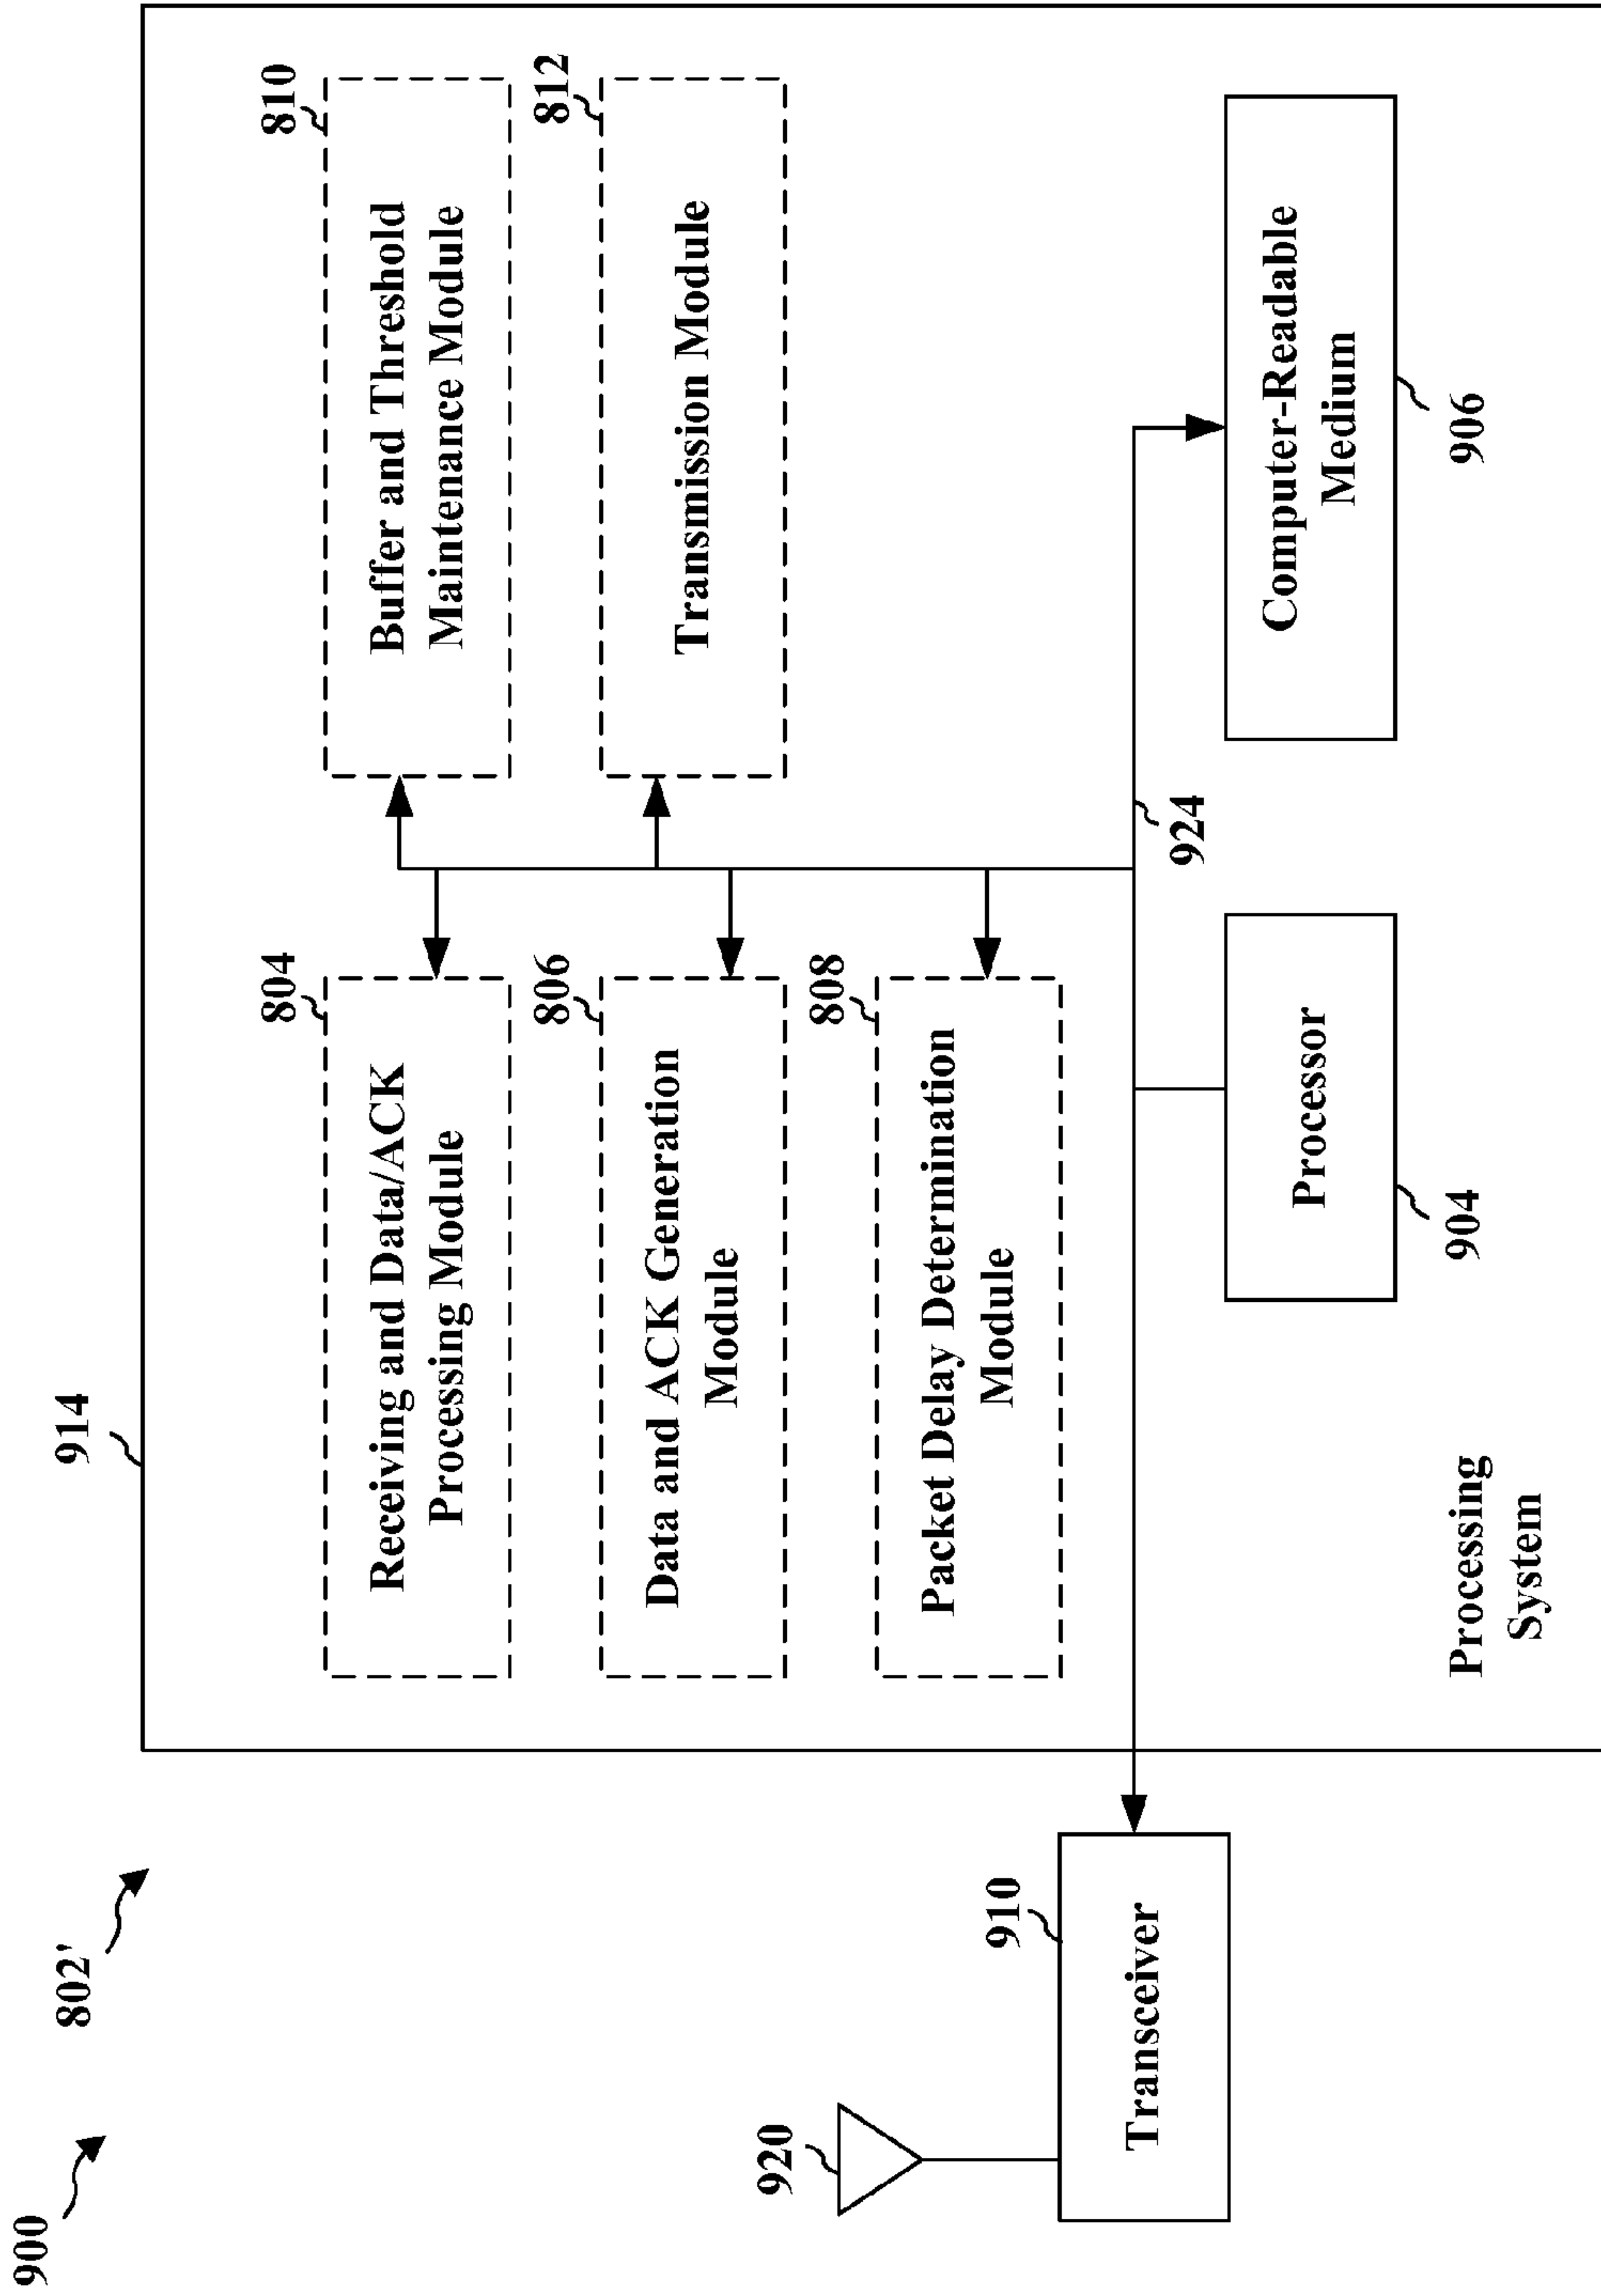 900
802'
914
804
Receiving and Data/ACK
Processing Module
810
Buffer and Threshold
Maintenance Module
806
Data and ACK Generation
Module
812
Transmission Module
808
Packet Delay Determination
Module
920
910
Transceiver
924
Processor
904
Computer-Readable
Medium
906
Processing
System